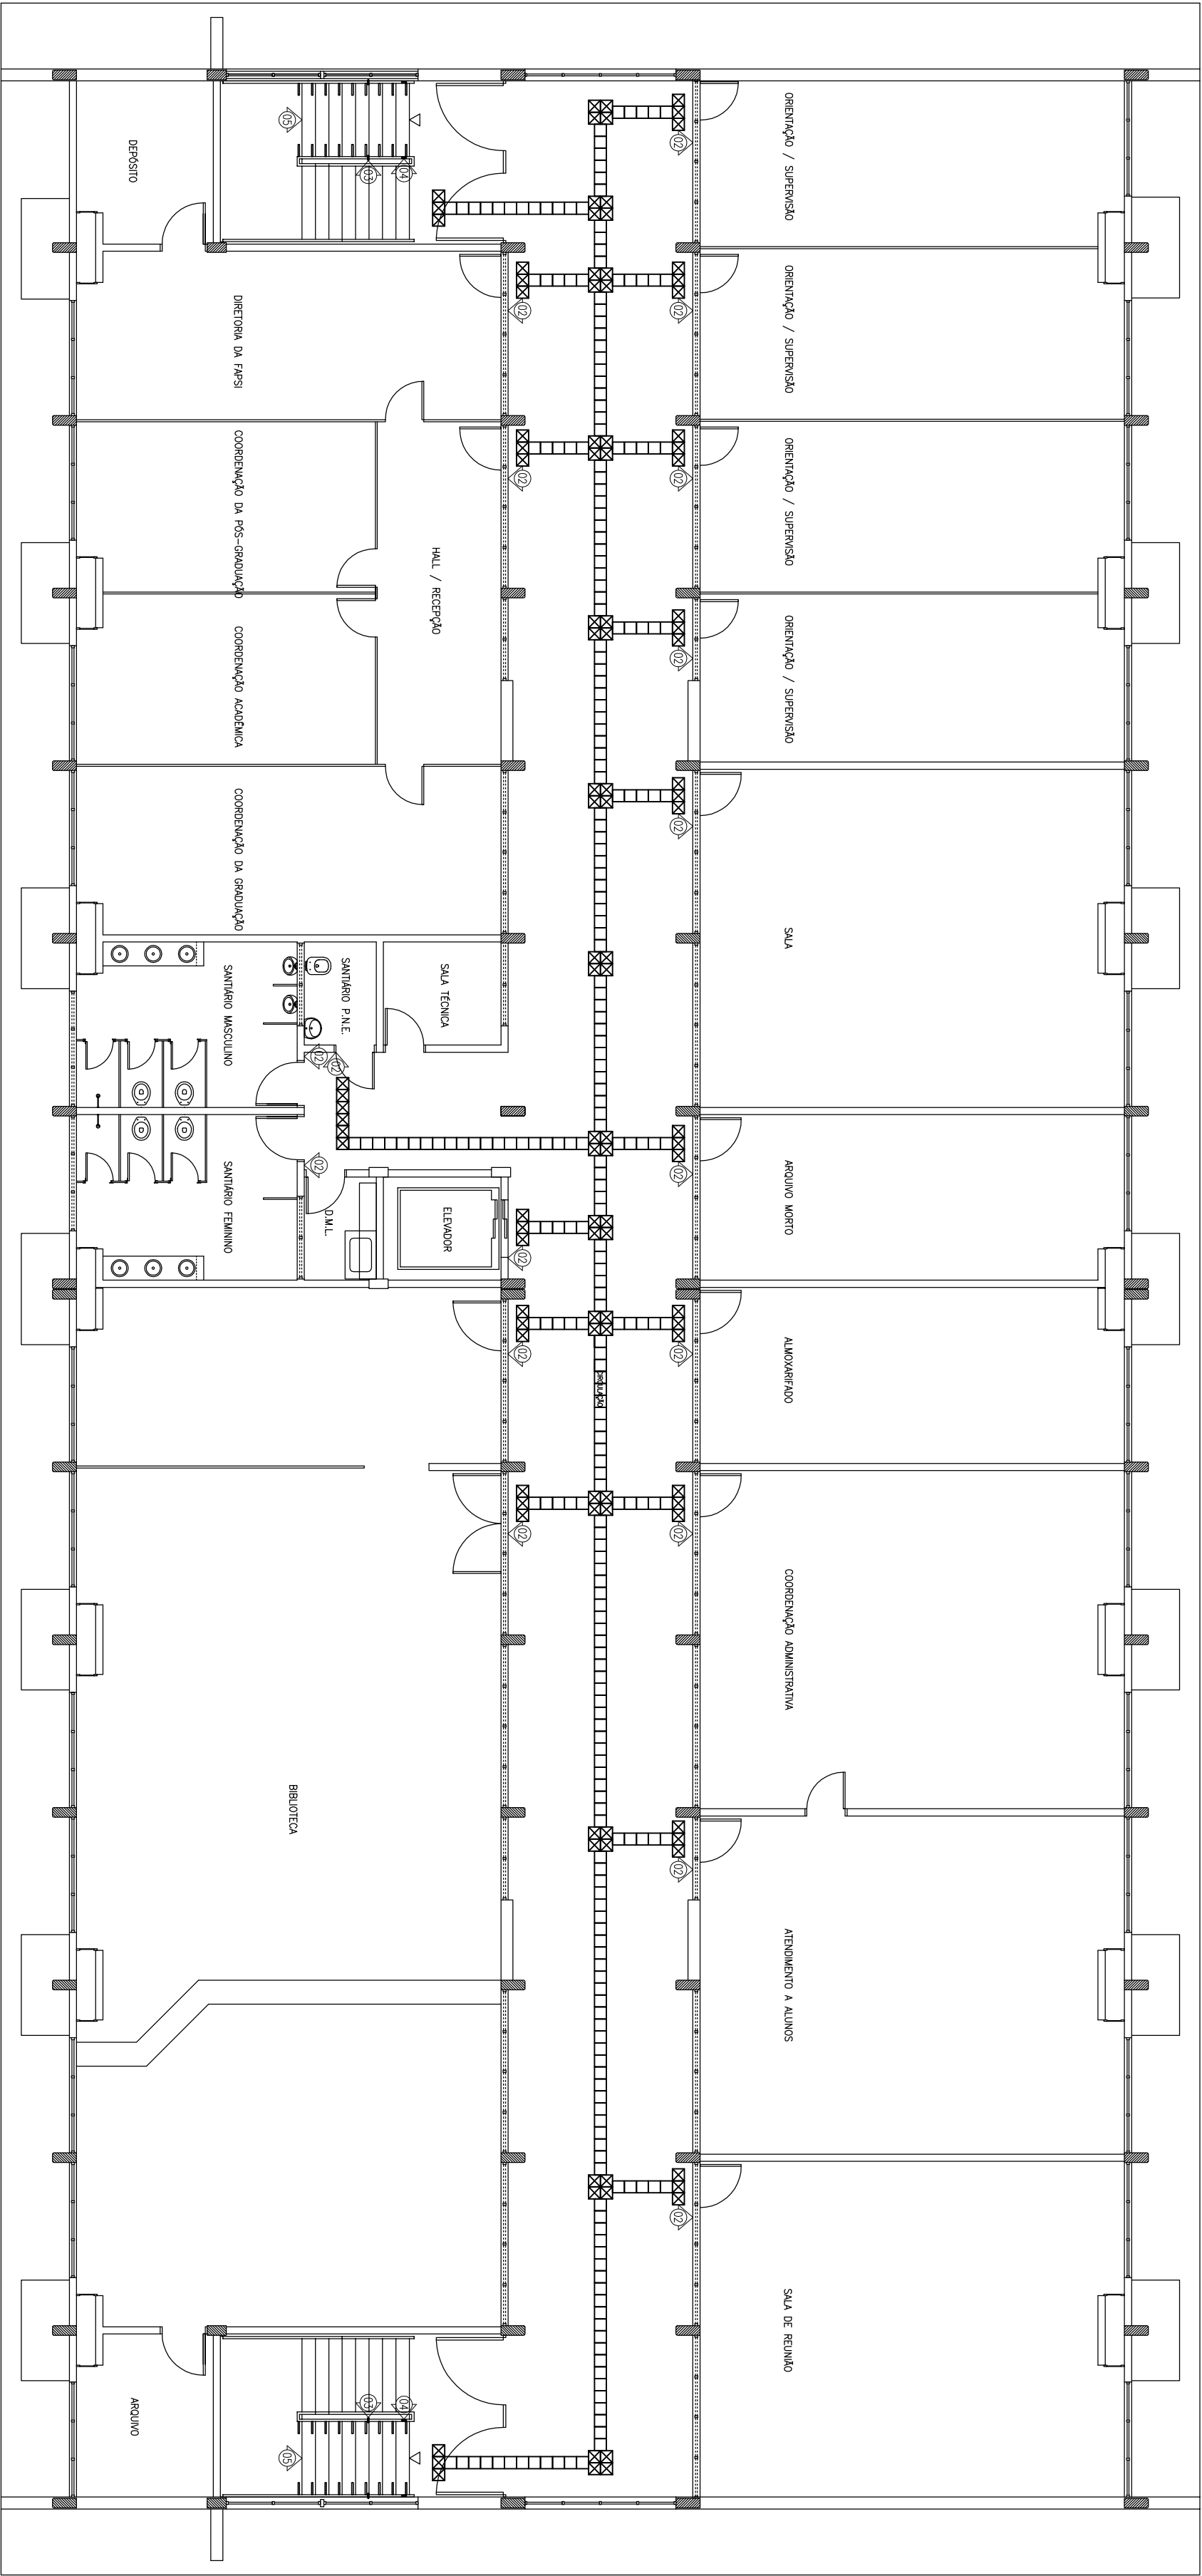 ORIENTAÇÃO / SUPERVISÃO
ORIENTAÇÃO / SUPERVISÃO
ORIENTAÇÃO / SUPERVISÃO
ORIENTAÇÃO / SUPERVISÃO
SALA
ARQUIVO MORTO
ALMOXARIFADO
COORDENAÇÃO ADMINISTRATIVA
ATENDIMENTO A ALUNOS
SALA DE REUNIÃO
02
02
02
02
02
02
02
02
02
02
CIRCULAÇÃO
02
02
02
02
02
HALL / RECEPÇÃO
SALA TÉCNICA
ELEVADOR
04
04
03
03
SANTIÁRIO P.N.E.
02
02
02
D.M.L.
05
05
BIBLIOTECA
DIRETORIA DA FAPSI
COORDENAÇÃO DA PÓS-GRADUAÇÃO
COORDENAÇÃO ACADÊMICA
COORDENAÇÃO DA GRADUAÇÃO
SANTIÁRIO MASCULINO
SANTIÁRIO FEMININO
DEPÓSITO
ARQUIVO